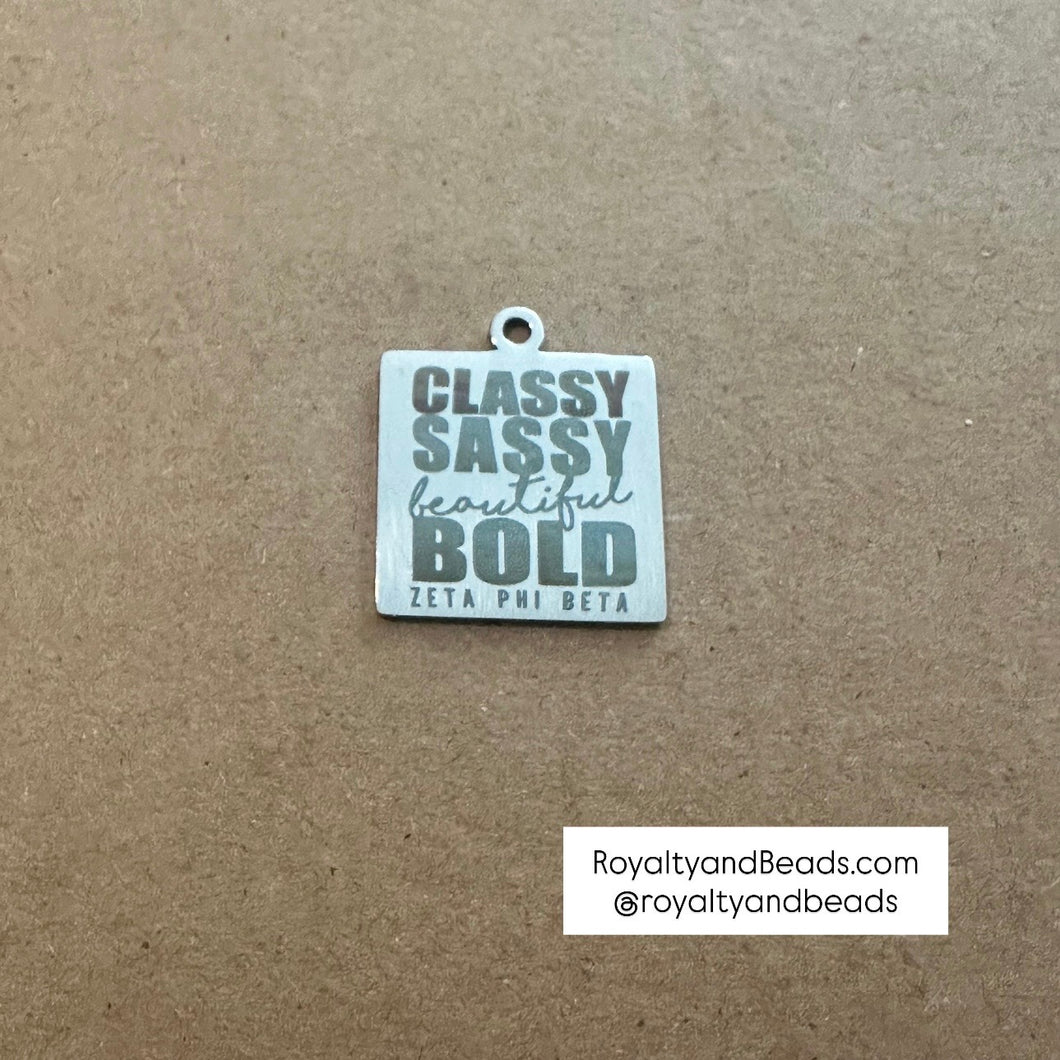 CLASSY
SASSY
beautiful
BOLD
ZETA PHI BETA
RoyaltyandBeads.com
@royaltyandbeads